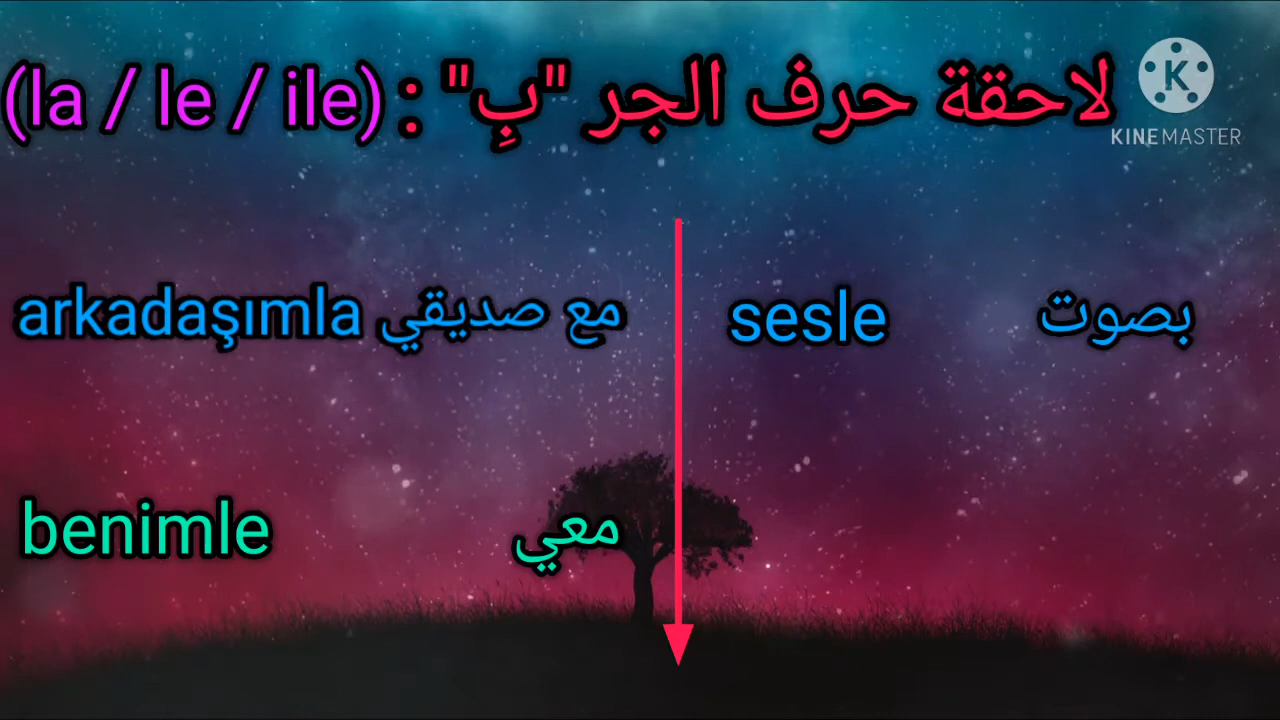 لاحقة حرف الجر "بِ" : (la / le / ile)
KINEMASTER
بصوت sesle
مع صديقي arkadaşımla
معي benimle